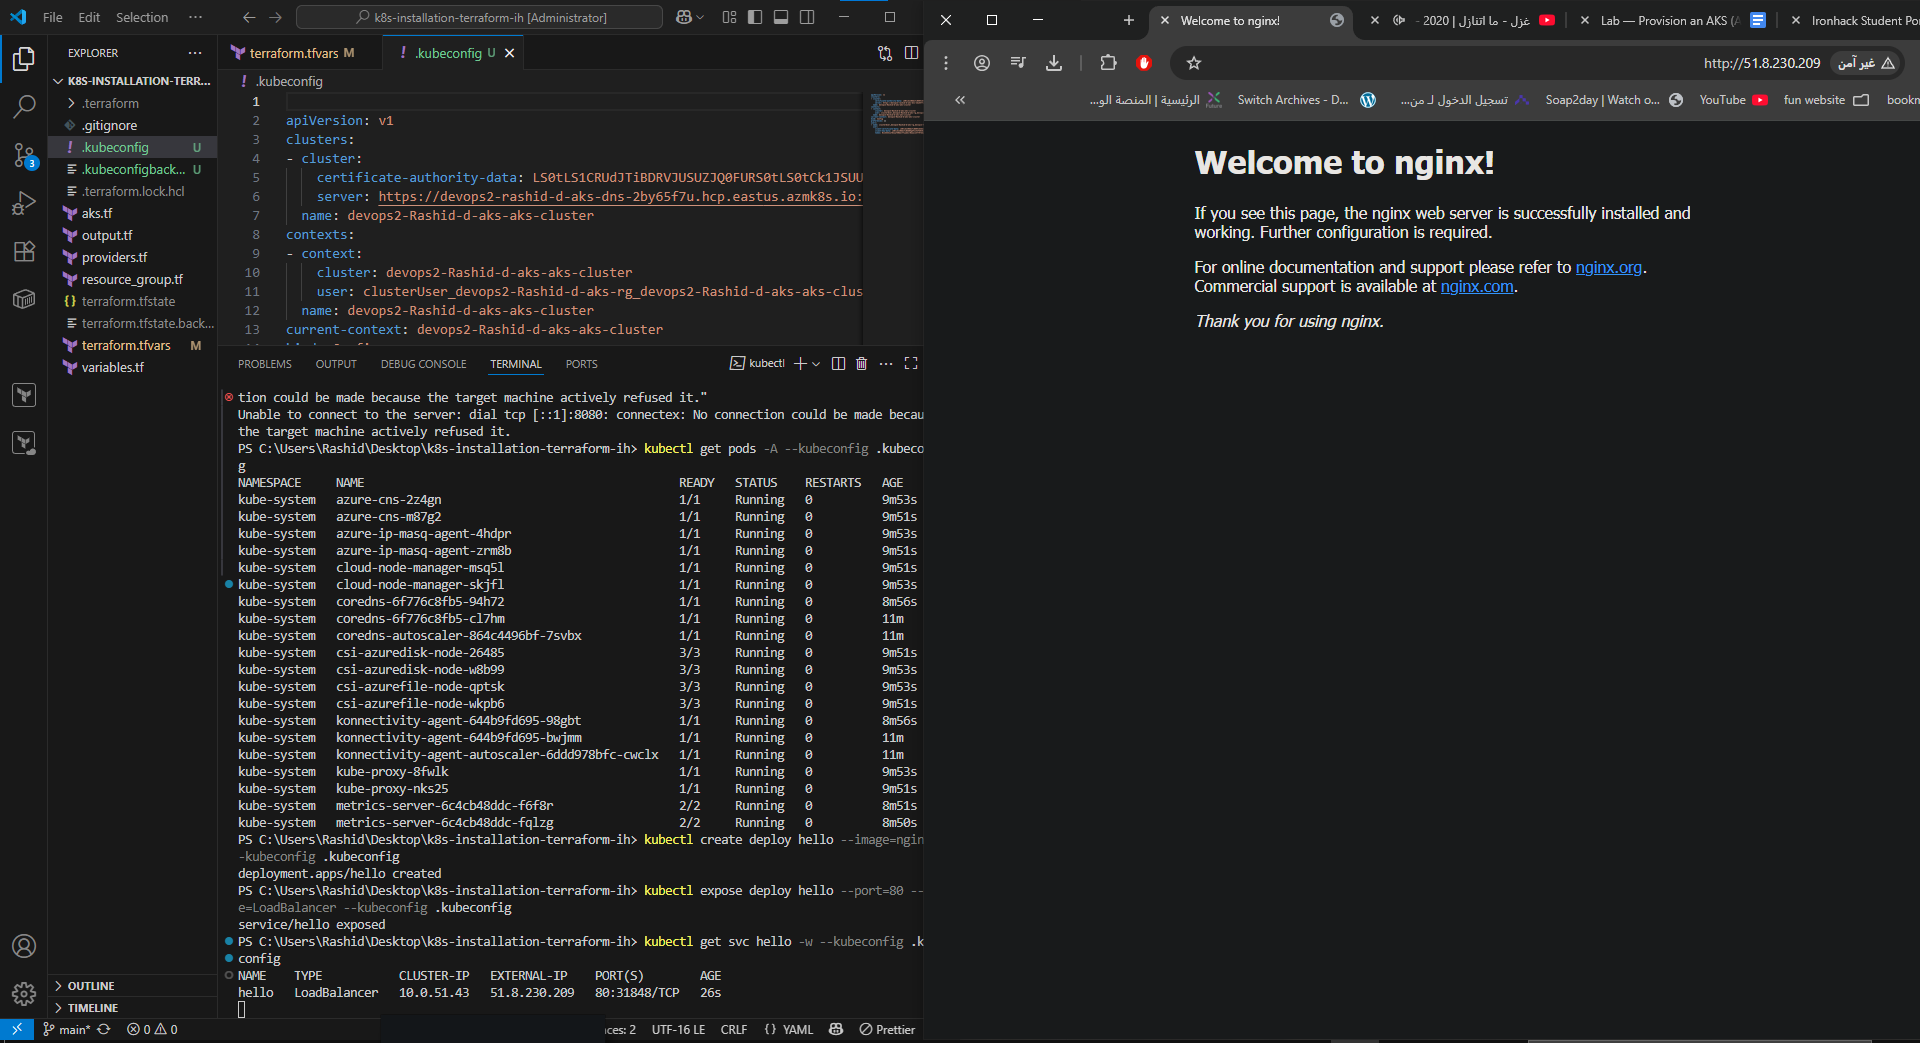 File Edit Selection ··· k8s-installation-terraform-ih [Administrator]
EXPLORER ···
K8S-INSTALLATION-TERR...
.terraform
.gitignore
.kubeconfig U
.kubeconfigback... U
.terraform.lock.hcl
aks.tf
output.tf
providers.tf
resource_group.tf
terraform.tfstate
terraform.tfstate.back...
terraform.tfvars M
variables.tf
OUTLINE
TIMELINE
3
terraform.tfvars M .kubeconfig U
.kubeconfig
1
2 apiVersion: v1
3 clusters:
4 - cluster:
5 certificate-authority-data: LS0tLS1CRUdJTiBDRVJUSUZJQ0FURS0tLS0tCk1JSUU
6 server: https://devops2-rashid-d-aks-dns-2by65f7u.hcp.eastus.azmk8s.io:
7 name: devops2-Rashid-d-aks-aks-cluster
8 contexts:
9 - context:
10 cluster: devops2-Rashid-d-aks-aks-cluster
11 user: clusterUser_devops2-Rashid-d-aks-rg_devops2-Rashid-d-aks-aks-clus
12 name: devops2-Rashid-d-aks-aks-cluster
13 current-context: devops2-Rashid-d-aks-aks-cluster
PROBLEMS OUTPUT DEBUG CONSOLE TERMINAL PORTS kubectl
tion could be made because the target machine actively refused it."
Unable to connect to the server: dial tcp [::1]:8080: connectex: No connection could be made becau
the target machine actively refused it.
PS C:\Users\Rashid\Desktop\k8s-installation-terraform-ih> kubectl get pods -A --kubeconfig .kubeco
g
NAMESPACE NAME READY STATUS RESTARTS AGE
kube-system azure-cns-2z4gn 1/1 Running 0 9m53s
kube-system azure-cns-m87g2 1/1 Running 0 9m51s
kube-system azure-ip-masq-agent-4hdpr 1/1 Running 0 9m53s
kube-system azure-ip-masq-agent-zrm8b 1/1 Running 0 9m51s
kube-system cloud-node-manager-msq5l 1/1 Running 0 9m51s
kube-system cloud-node-manager-skjfl 1/1 Running 0 9m53s
kube-system coredns-6f776c8fb5-94h72 1/1 Running 0 8m56s
kube-system coredns-6f776c8fb5-cl7hm 1/1 Running 0 11m
kube-system coredns-autoscaler-864c4496bf-7svbx 1/1 Running 0 11m
kube-system csi-azuredisk-node-26485 3/3 Running 0 9m51s
kube-system csi-azuredisk-node-w8b99 3/3 Running 0 9m53s
kube-system csi-azurefile-node-qptsk 3/3 Running 0 9m53s
kube-system csi-azurefile-node-wkpb6 3/3 Running 0 9m51s
kube-system konnectivity-agent-644b9fd695-98gbt 1/1 Running 0 8m56s
kube-system konnectivity-agent-644b9fd695-bwjmm 1/1 Running 0 11m
kube-system konnectivity-agent-autoscaler-6ddd978bfc-cwclx 1/1 Running 0 11m
kube-system kube-proxy-8fwlk 1/1 Running 0 9m53s
kube-system kube-proxy-nks25 1/1 Running 0 9m51s
kube-system metrics-server-6c4cb48ddc-f6f8r 2/2 Running 0 8m51s
kube-system metrics-server-6c4cb48ddc-fqlzg 2/2 Running 0 8m50s
PS C:\Users\Rashid\Desktop\k8s-installation-terraform-ih> kubectl create deploy hello --image=ngin
-kubeconfig .kubeconfig
deployment.apps/hello created
PS C:\Users\Rashid\Desktop\k8s-installation-terraform-ih> kubectl expose deploy hello --port=80 --
e=LoadBalancer --kubeconfig .kubeconfig
service/hello exposed
PS C:\Users\Rashid\Desktop\k8s-installation-terraform-ih> kubectl get svc hello -w --kubeconfig .k
config
NAME TYPE CLUSTER-IP EXTERNAL-IP PORT(S) AGE
hello LoadBalancer 10.0.51.43 51.8.230.209 80:31848/TCP 26s
main* 0 0 ces: 2 UTF-16 LE CRLF {} YAML Prettier
Welcome to nginx! غزل - ما اتنازل | 2020 - Lab — Provision an AKS (A Ironhack Student Po
http://51.8.230.209 غير آمن
« الرئيسية | المنصة الو... Switch Archives - D... تسجيل الدخول لـ من... Soap2day | Watch o... YouTube fun website bookn
Welcome to nginx!
If you see this page, the nginx web server is successfully installed and
working. Further configuration is required.
For online documentation and support please refer to nginx.org.
Commercial support is available at nginx.com.
Thank you for using nginx.